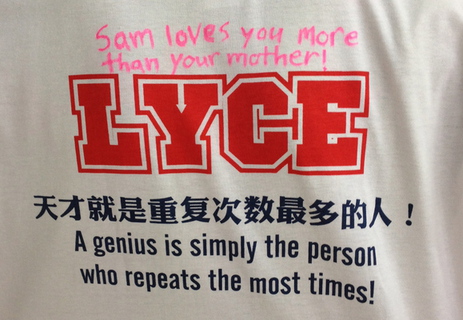 Sam loves you more
than your mother!
LYCE
天才就是重复次数最多的人！
A genius is simply the person
who repeats the most times!